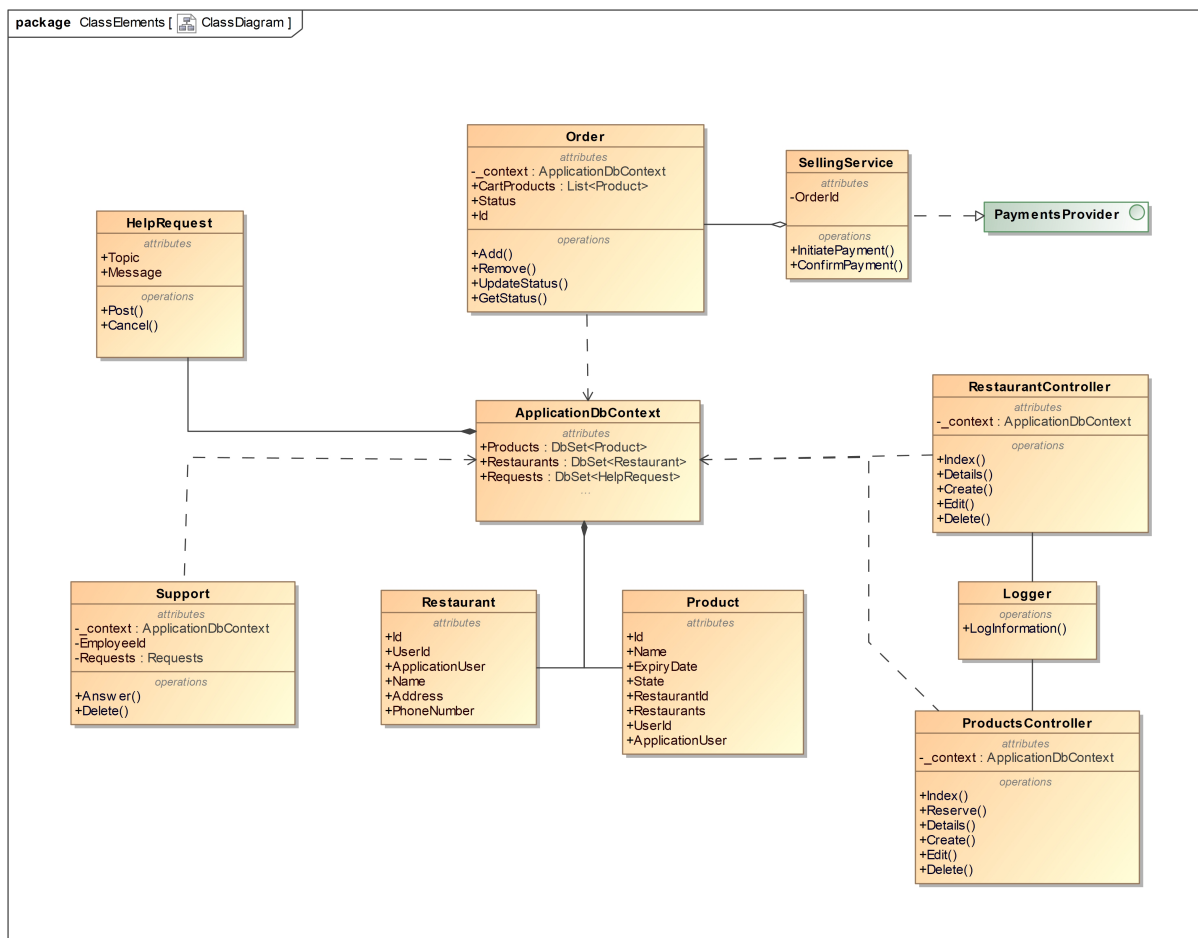 package ClassElements [ ClassDiagram ]
Order
attributes
-_context : ApplicationDbContext
+CartProducts : List<Product>
+Status
+Id
operations
+Add()
+Remove()
+UpdateStatus()
+GetStatus()
SellingService
attributes
-OrderId
operations
+InitiatePayment()
+ConfirmPayment()
PaymentsProvider
HelpRequest
attributes
+Topic
+Message
operations
+Post()
+Cancel()
ApplicationDbContext
attributes
+Products : DbSet<Product>
+Restaurants : DbSet<Restaurant>
+Requests : DbSet<HelpRequest>
...
RestaurantController
attributes
-_context : ApplicationDbContext
operations
+Index()
+Details()
+Create()
+Edit()
+Delete()
Support
attributes
-_context : ApplicationDbContext
-EmployeeId
-Requests : Requests
operations
+Answer()
+Delete()
Restaurant
attributes
+Id
+UserId
+ApplicationUser
+Name
+Address
+PhoneNumber
Product
attributes
+Id
+Name
+ExpiryDate
+State
+RestaurantId
+Restaurants
+UserId
+ApplicationUser
Logger
operations
+LogInformation()
ProductsController
attributes
-_context : ApplicationDbContext
operations
+Index()
+Reserve()
+Details()
+Create()
+Edit()
+Delete()